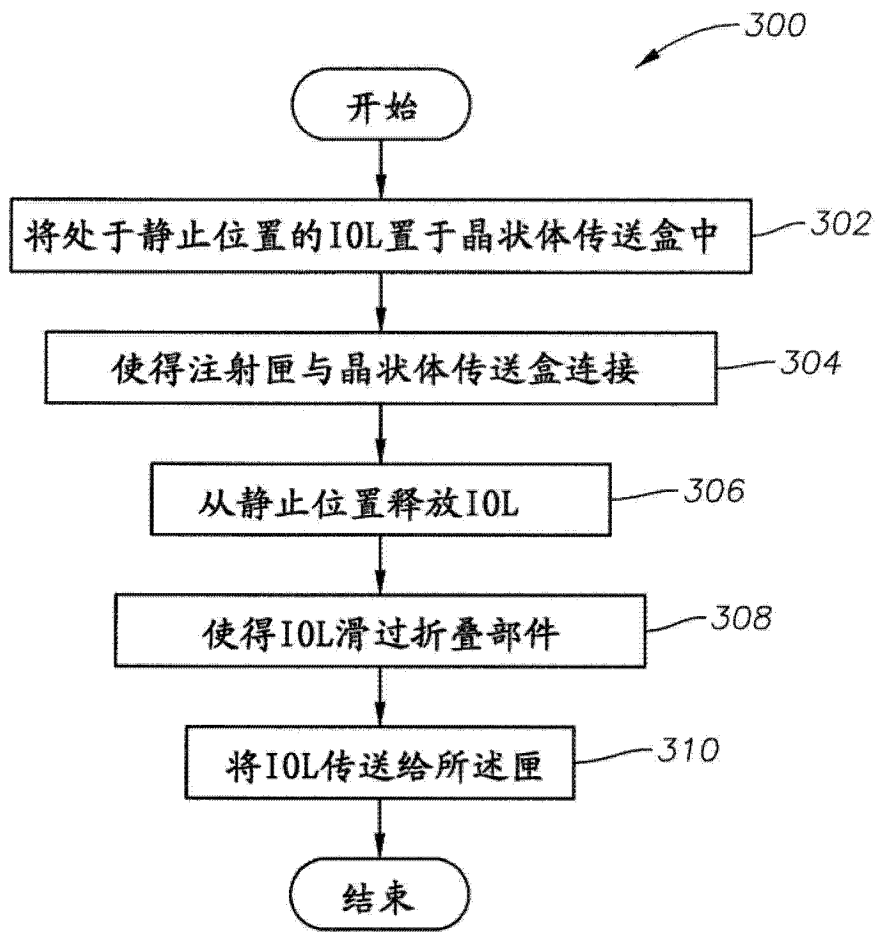 300
开始
将处于静止位置的IOL置于晶状体传送盒中
302
使得注射匣与晶状体传送盒连接
304
从静止位置释放IOL
306
使得IOL滑过折叠部件
308
将IOL传送给所述匣
310
结束